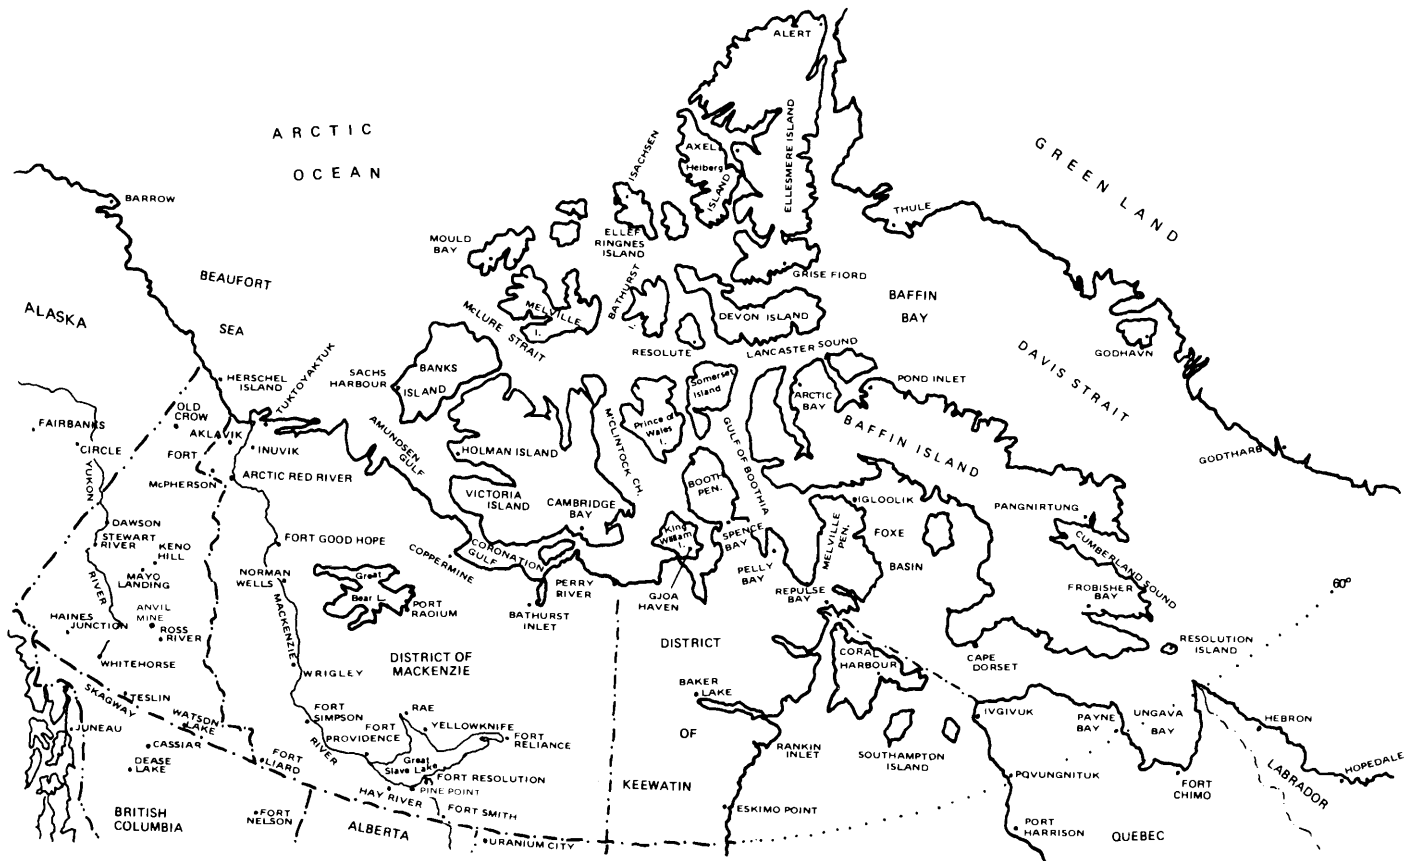 ALERT
ARCTIC
OCEAN
GREENLAND
ISACHSEN
AXEL
Heiberg
ISLAND
ELLESMERE ISLAND
BARROW
THULE
MOULD
BAY
ELLEF
RINGNES
ISLAND
GRISE FIORD
BEAUFORT
SEA
BATHURST
I.
BAFFIN
BAY
ALASKA
McLURE STRAIT
MELVILLE
I.
DEVON ISLAND
RESOLUTE
LANCASTER SOUND
GODHAVN
DAVIS STRAIT
TUKTOYAKTUK
HERSCHEL
ISLAND
SACHS
HARBOUR
BANKS
ISLAND
Somerset
Island
ARCTIC
BAY
POND INLET
OLD
CROW
FAIRBANKS
AKLAVIK
INUVIK
AMUNDSEN
GULF
M'CLINTOCK CH.
Prince of
Wales
I.
GULF OF BOOTHIA
BAFFIN ISLAND
GODTHARB
CIRCLE
YUKON
FORT
McPHERSON
ARCTIC RED RIVER
HOLMAN ISLAND
VICTORIA
ISLAND
CAMBRIDGE
BAY
BOOTH
PEN.
IGLOOLIK
PANGNIRTUNG
DAWSON
STEWART
RIVER
KENO
HILL
FORT GOOD HOPE
COPPERMINE
CORONATION
GULF
King
William
I.
SPENCE
BAY
MELVILLE
PEN.
FOXE
BASIN
CUMBERLAND SOUND
MAYO
LANDING
RIVER
NORMAN
WELLS
Great
Bear L.
PORT
RADIUM
PERRY
RIVER
PELLY
BAY
REPULSE
BAY
FROBISHER
BAY
60°
HAINES
JUNCTION
ANVIL
MINE
ROSS
RIVER
MACKENZIE
BATHURST
INLET
GJOA
HAVEN
DISTRICT
RESOLUTION
ISLAND
WHITEHORSE
WRIGLEY
DISTRICT OF
MACKENZIE
CORAL
HARBOUR
CAPE
DORSET
SKAGWAY
TESLIN
BAKER
LAKE
JUNEAU
WATSON
LAKE
FORT
SIMPSON
RAE
FORT
PROVIDENCE
YELLOWKNIFE
OF
IVGIVUK
PAYNE
BAY
UNGAVA
BAY
HEBRON
CASSIAR
RIVER
FORT
RELIANCE
RANKIN
INLET
SOUTHAMPTON
ISLAND
DEASE
LAKE
FORT
LIARD
Great
Slave Lake
FORT RESOLUTION
KEEWATIN
PQVUNGNITUK
FORT
CHIMO
LABRADOR
HOPEDALE
PINE POINT
HAY RIVER
BRITISH
COLUMBIA
FORT
NELSON
FORT SMITH
ESKIMO POINT
ALBERTA
URANIUM CITY
PORT
HARRISON
QUEBEC